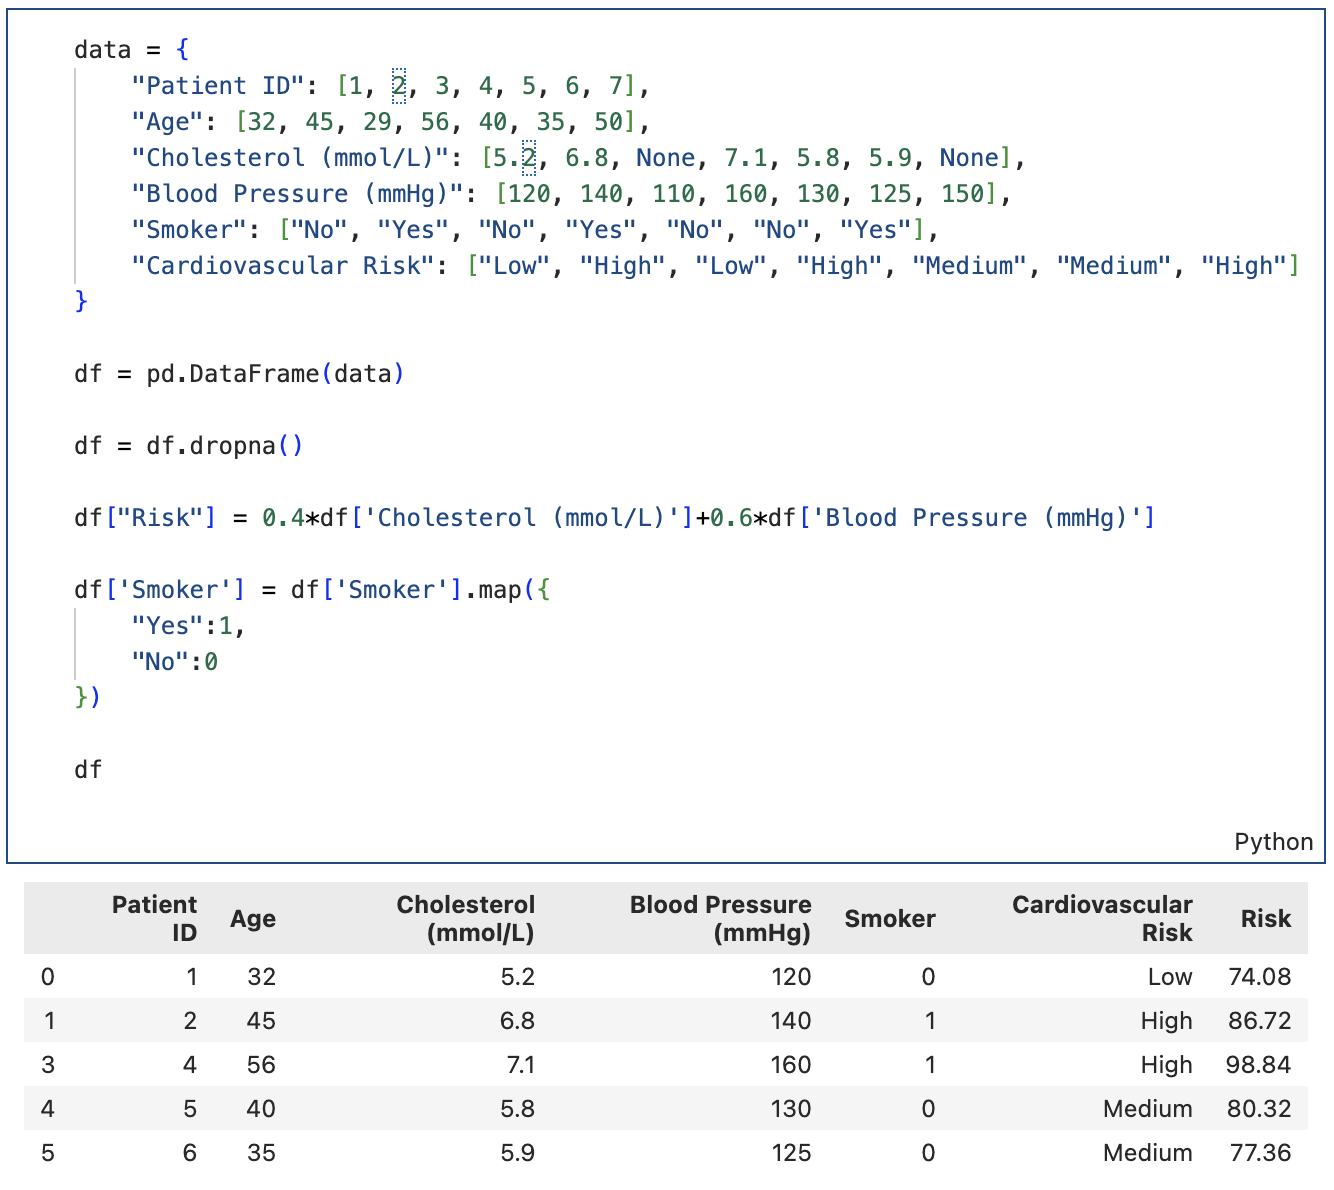 data = {
    "Patient ID": [1, 2, 3, 4, 5, 6, 7],
    "Age": [32, 45, 29, 56, 40, 35, 50],
    "Cholesterol (mmol/L)": [5.2, 6.8, None, 7.1, 5.8, 5.9, None],
    "Blood Pressure (mmHg)": [120, 140, 110, 160, 130, 125, 150],
    "Smoker": ["No", "Yes", "No", "Yes", "No", "No", "Yes"],
    "Cardiovascular Risk": ["Low", "High", "Low", "High", "Medium", "Medium", "High"]
}
df = pd.DataFrame(data)
df = df.dropna()
df["Risk"] = 0.4*df['Cholesterol (mmol/L)']+0.6*df['Blood Pressure (mmHg)']
df['Smoker'] = df['Smoker'].map({
    "Yes":1,
    "No":0
})
df
Python
Patient ID Age Cholesterol (mmol/L) Blood Pressure (mmHg) Smoker Cardiovascular Risk Risk
0 1 32 5.2 120 0 Low 74.08
1 2 45 6.8 140 1 High 86.72
3 4 56 7.1 160 1 High 98.84
4 5 40 5.8 130 0 Medium 80.32
5 6 35 5.9 125 0 Medium 77.36